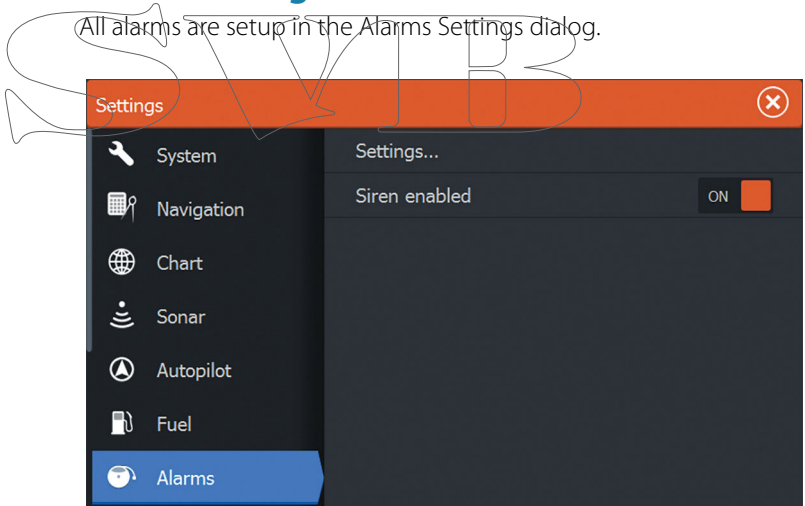 All alarms are setup in the Alarms Settings dialog.
SVB
Settings
System
Navigation
Chart
Sonar
Autopilot
Fuel
Alarms
Settings...
Siren enabled
ON